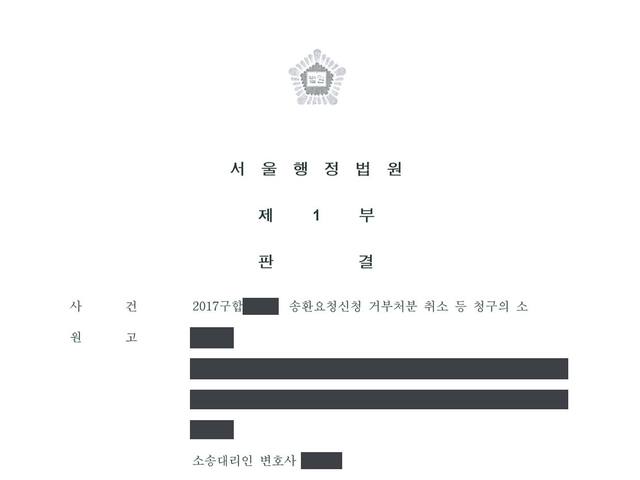 법원
서 울 행 정 법 원
제 1 부
판 결
사 건 2017구합 송환요청신청 거부처분 취소 등 청구의 소
원 고
소송대리인 변호사